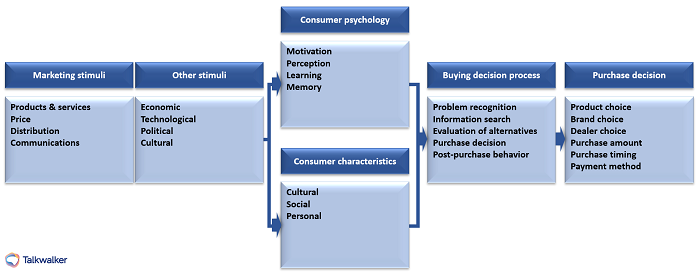 Marketing stimuli
Products & services
Price
Distribution
Communications
Other stimuli
Economic
Technological
Political
Cultural
Consumer psychology
Motivation
Perception
Learning
Memory
Consumer characteristics
Cultural
Social
Personal
Buying decision process
Problem recognition
Information search
Evaluation of alternatives
Purchase decision
Post-purchase behavior
Purchase decision
Product choice
Brand choice
Dealer choice
Purchase amount
Purchase timing
Payment method
Talkwalker